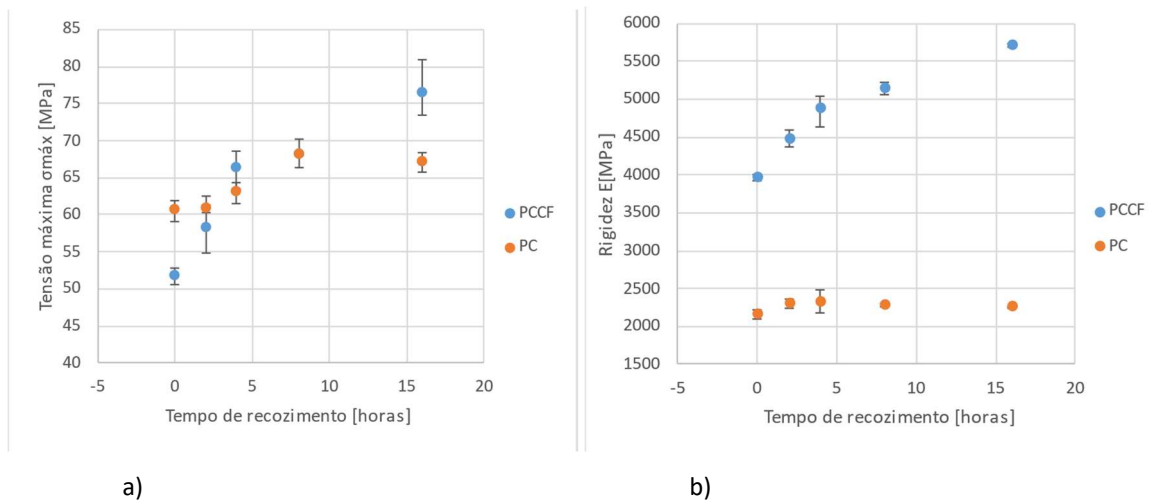 Tensão máxima σmáx [MPa]
85
80
75
70
65
60
55
50
45
40
-5 0 5 10 15 20
Tempo de recozimento [horas]
PCCF
PC
a)
Rigidez E[MPa]
6000
5500
5000
4500
4000
3500
3000
2500
2000
1500
-5 0 5 10 15 20
Tempo de recozimento [horas]
PCCF
PC
b)